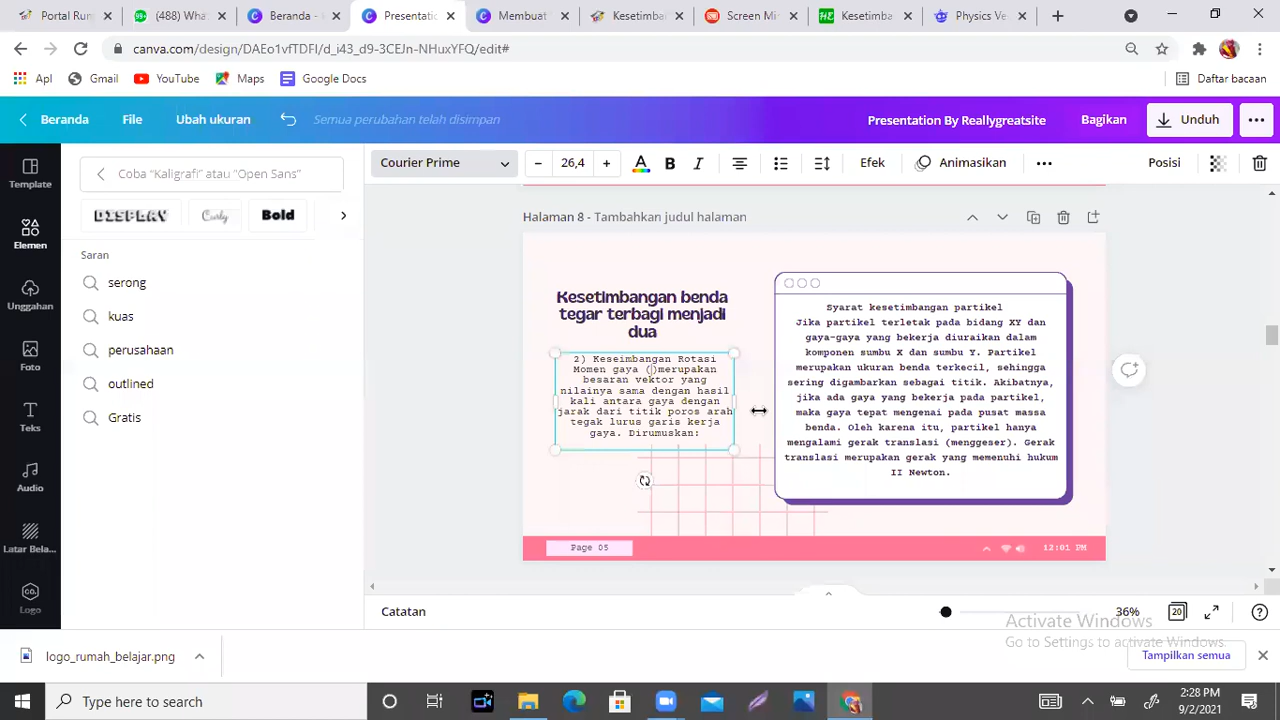 Portal Rum
(488) Wha
Beranda -
Presentatio
Membuat
Kesetimba
Screen Mi
Kesetimba
Physics Ve
canva.com/design/DAEo1vfTDFI/d_i43_d9-3CEJn-NHuxYFQ/edit#
Apl
Gmail
YouTube
Maps
Google Docs
Daftar bacaan
Beranda
File
Ubah ukuran
Semua perubahan telah disimpan
Presentation By Reallygreatsite
Bagikan
Unduh
Template
Elemen
Unggahan
Foto
Teks
Audio
Latar Bela...
Logo
Coba "Kaligrafi" atau "Open Sans"
DISPLAY
Curly
Bold
Saran
serong
kuas
perusahaan
outlined
Gratis
Courier Prime
26,4
A
B
I
Efek
Animasikan
Posisi
Halaman 8 - Tambahkan judul halaman
Kesetimbangan benda
tegar terbagi menjadi
dua
2) Keseimbangan Rotasi
Momen gaya ()merupakan
besaran vektor yang
nilainya sama dengan hasil
kali antara gaya dengan
jarak dari titik poros arah
tegak lurus garis kerja
gaya. Dirumuskan:
Syarat kesetimbangan partikel
Jika partikel terletak pada bidang XY dan
gaya-gaya yang bekerja diuraikan dalam
komponen sumbu X dan sumbu Y. Partikel
merupakan ukuran benda terkecil, sehingga
sering digambarkan sebagai titik. Akibatnya,
jika ada gaya yang bekerja pada partikel,
maka gaya tepat mengenai pada pusat massa
benda. Oleh karena itu, partikel hanya
mengalami gerak translasi (menggeser). Gerak
translasi merupakan gerak yang memenuhi hukum
II Newton.
Page 05
12:01 PM
Catatan
36%
20
Activate Windows
Go to Settings to activate Windows.
logo_rumah_belajar.png
Tampilkan semua
Type here to search
2:28 PM
9/2/2021